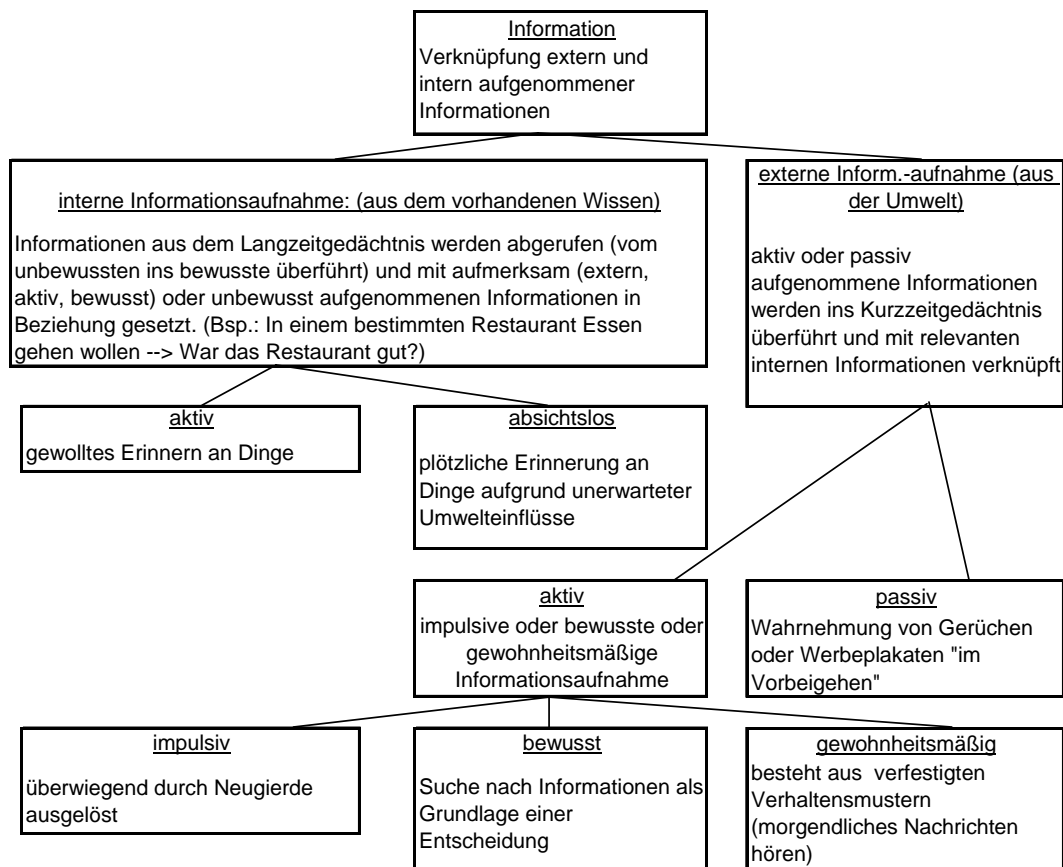 Information
Verknüpfung extern und
intern aufgenommener
Informationen
interne Informationsaufnahme: (aus dem vorhandenen Wissen)
Informationen aus dem Langzeitgedächtnis werden abgerufen (vom
unbewussten ins bewusste überführt) und mit aufmerksam (extern,
aktiv, bewusst) oder unbewusst aufgenommenen Informationen in
Beziehung gesetzt. (Bsp.: In einem bestimmten Restaurant Essen
gehen wollen --> War das Restaurant gut?)
externe Inform.-aufnahme (aus
der Umwelt)
aktiv oder passiv
aufgenommene Informationen
werden ins Kurzzeitgedächtnis
überführt und mit relevanten
internen Informationen verknüpft
aktiv
gewolltes Erinnern an Dinge
absichtslos
plötzliche Erinnerung an
Dinge aufgrund unerwarteter
Umwelteinflüsse
aktiv
impulsive oder bewusste oder
gewohnheitsmäßige
Informationsaufnahme
passiv
Wahrnehmung von Gerüchen
oder Werbeplakaten "im
Vorbeigehen"
impulsiv
überwiegend durch Neugierde
ausgelöst
bewusst
Suche nach Informationen als
Grundlage einer
Entscheidung
gewohnheitsmäßig
besteht aus  verfestigten
Verhaltensmustern
(morgendliches Nachrichten
hören)